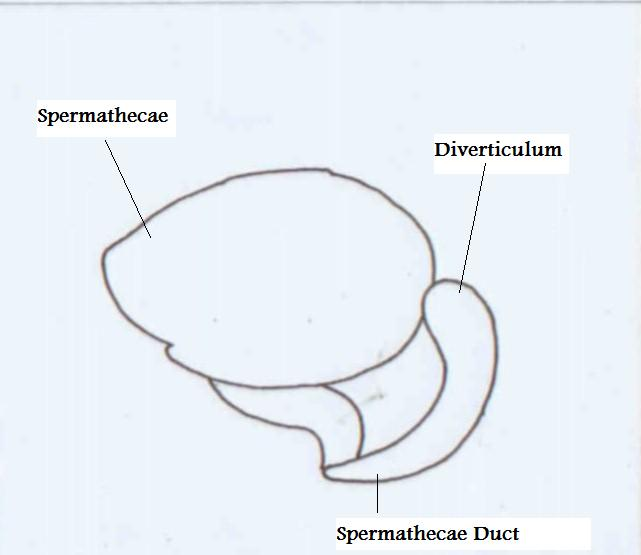 Spermathecae
Diverticulum
Spermathecae Duct